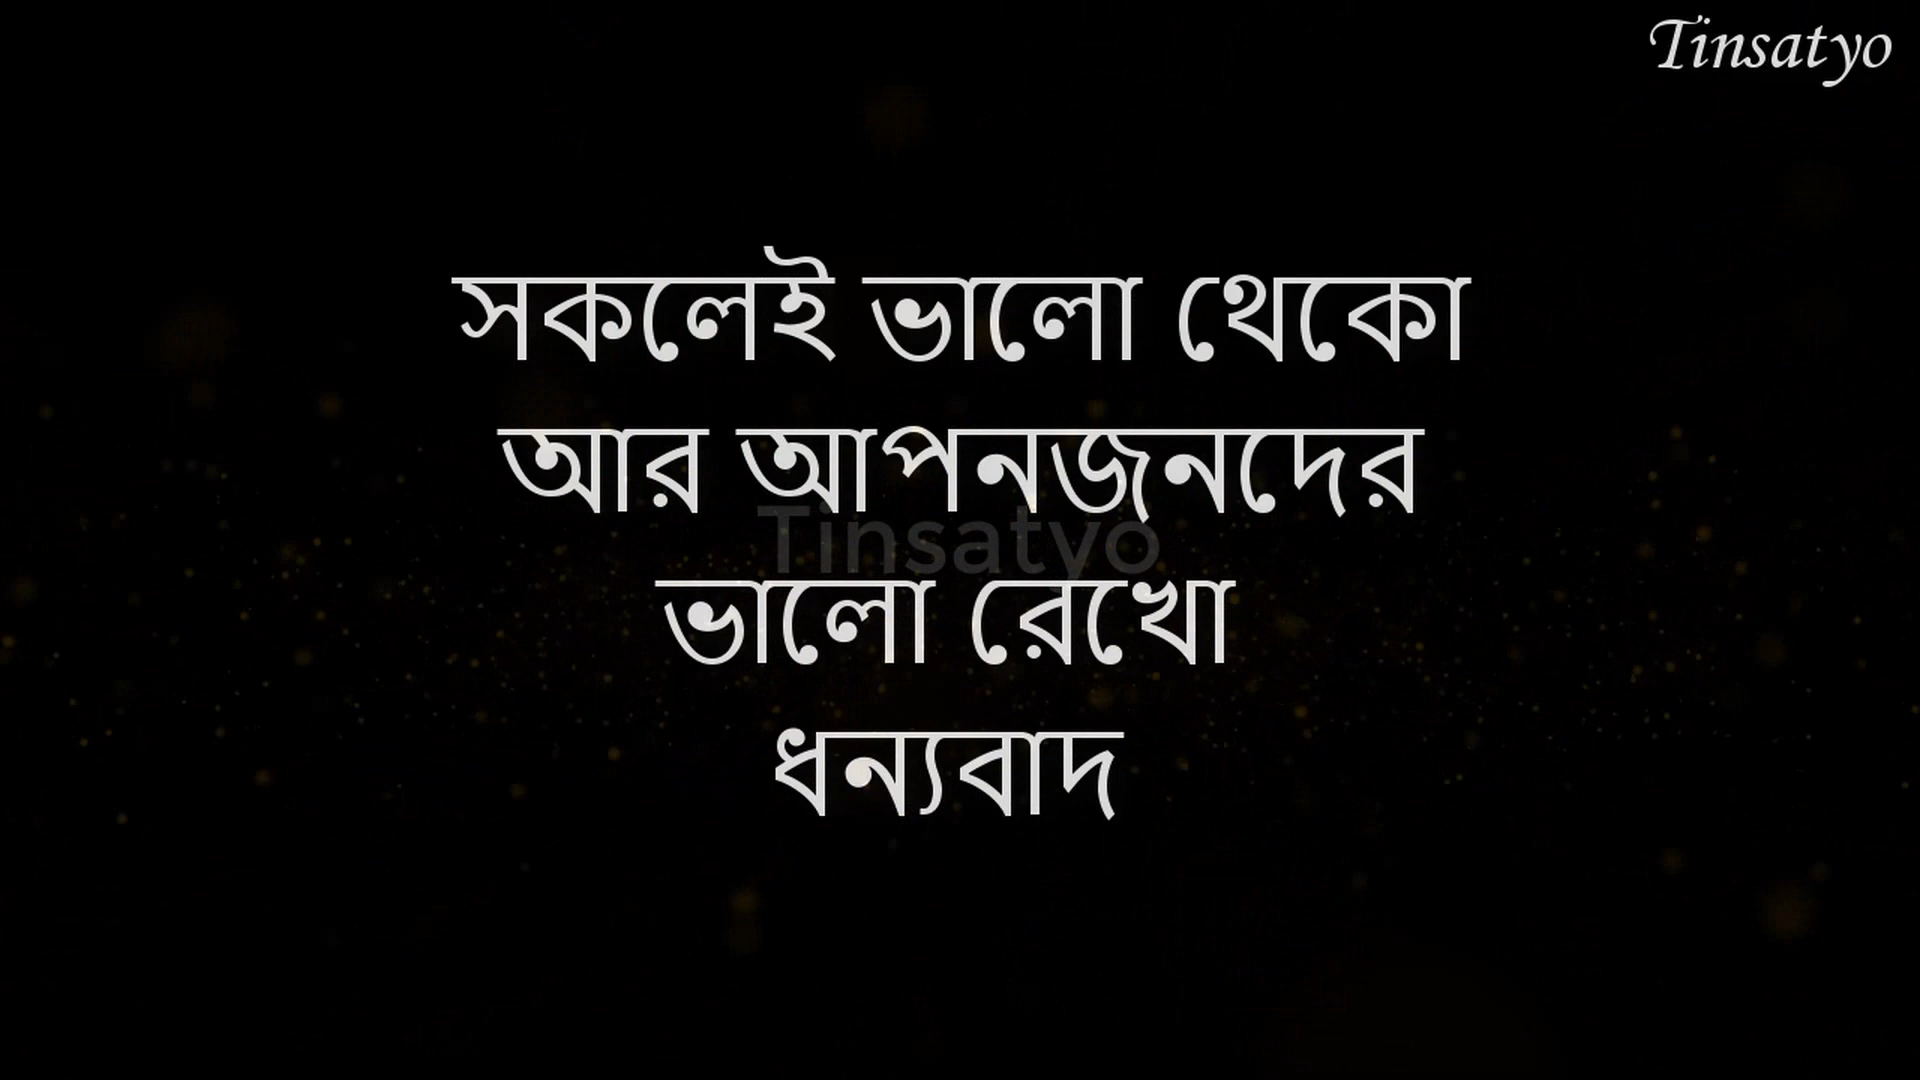 Tinsatyo
সকলেই ভালো থেকো
আর আপনজনদের
Tinsatyo
ভালো রেখো
ধন্যবাদ